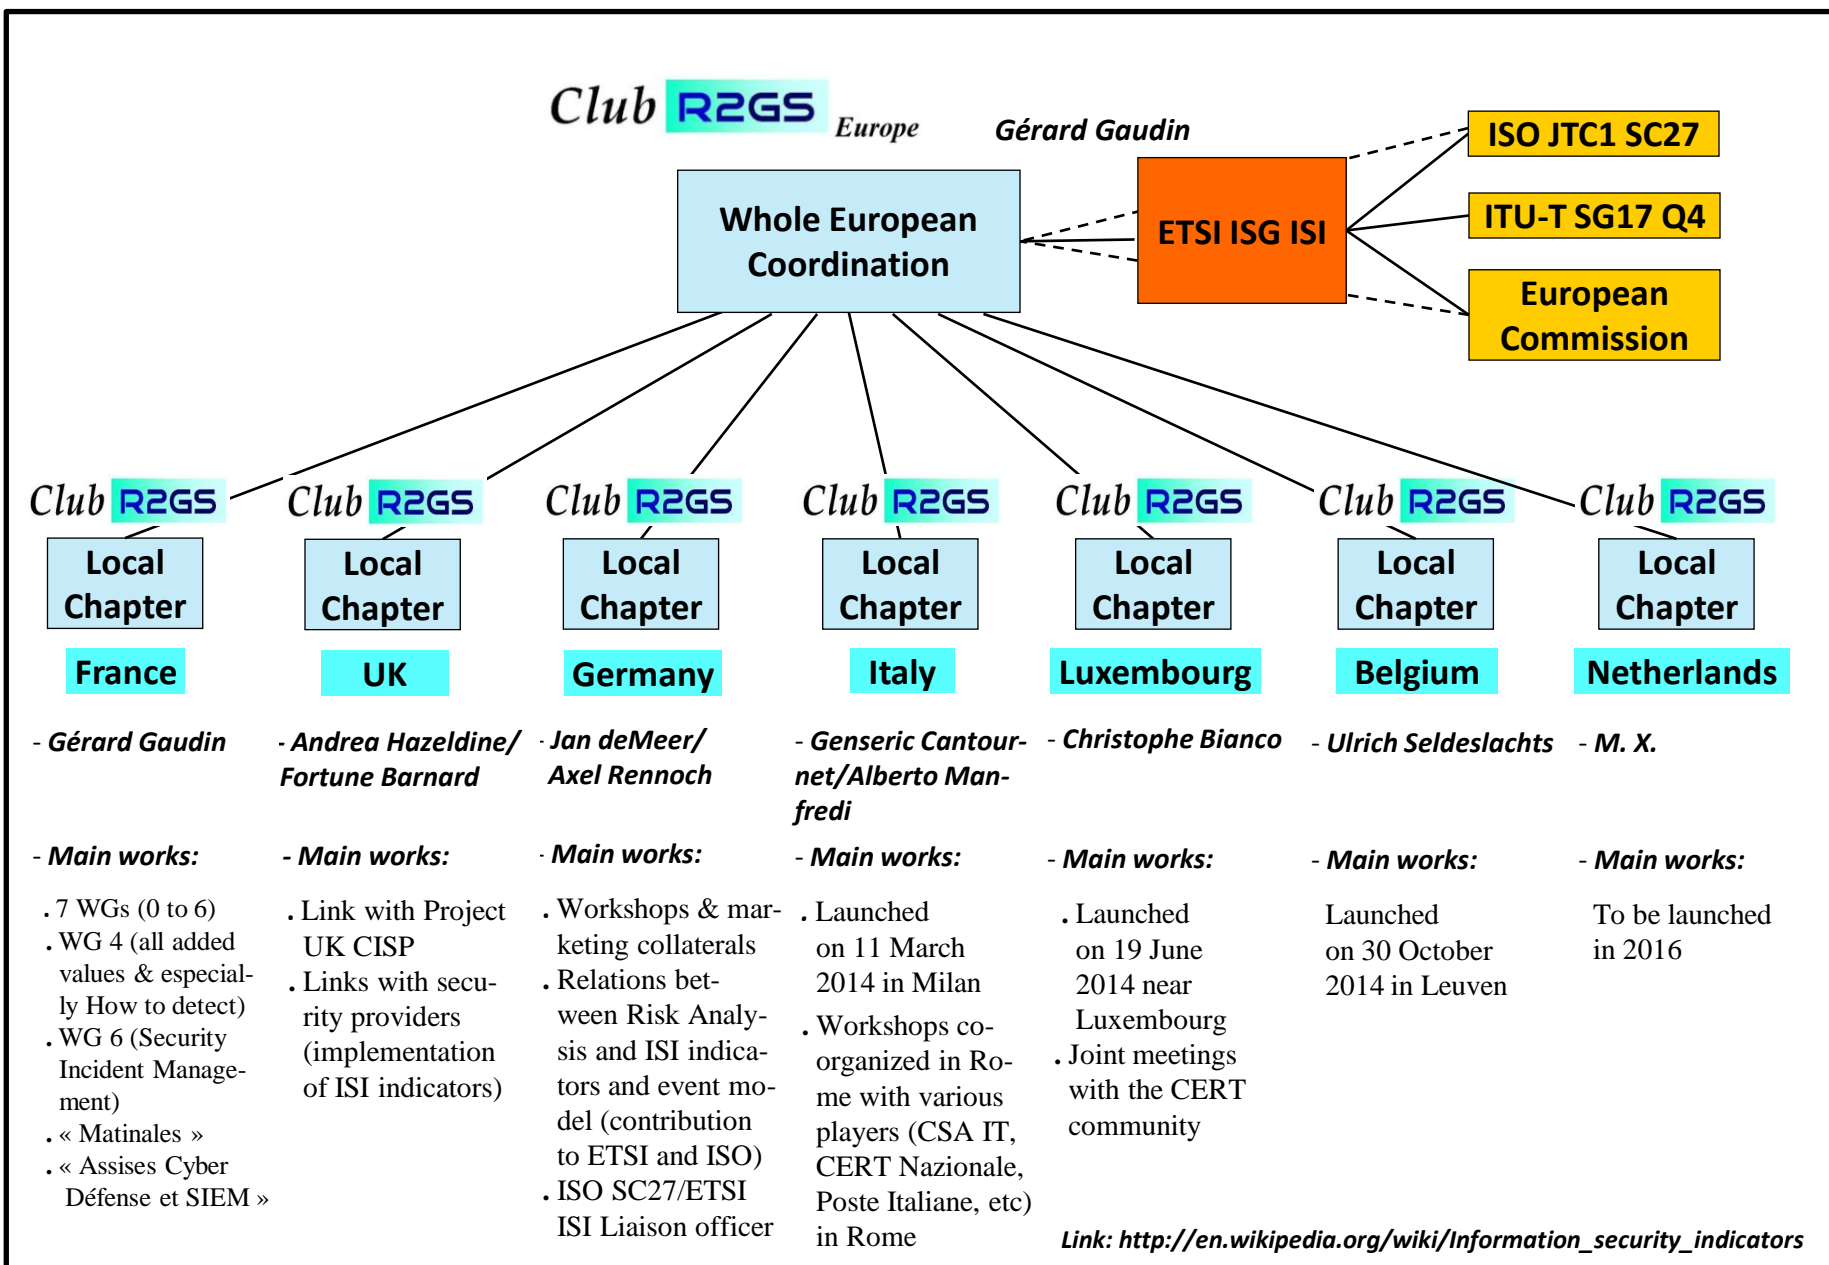 Club R2GS Europe
Gérard Gaudin
Whole European
Coordination
ETSI ISG ISI
ISO JTC1 SC27
ITU-T SG17 Q4
European
Commission
Club R2GS
Local
Chapter
France
- Gérard Gaudin
- Main works:
. 7 WGs (0 to 6)
. WG 4 (all added
values & especial-
ly How to detect)
. WG 6 (Security
Incident Manage-
ment)
. « Matinales »
. « Assises Cyber
Défense et SIEM »
Club R2GS
Local
Chapter
UK
- Andrea Hazeldine/
Fortune Barnard
- Main works:
. Link with Project
UK CISP
. Links with secu-
rity providers
(implementation
of ISI indicators)
Club R2GS
Local
Chapter
Germany
- Jan deMeer/
Axel Rennoch
- Main works:
. Workshops & mar-
keting collaterals
. Relations bet-
ween Risk Analy-
sis and ISI indica-
tors and event mo-
del (contribution
to ETSI and ISO)
. ISO SC27/ETSI
ISI Liaison officer
Club R2GS
Local
Chapter
Italy
- Genseric Cantour-
net/Alberto Man-
fredi
- Main works:
. Launched
on 11 March
2014 in Milan
. Workshops co-
organized in Ro-
me with various
players (CSA IT,
CERT Nazionale,
Poste Italiane, etc)
in Rome
Club R2GS
Local
Chapter
Luxembourg
- Christophe Bianco
- Main works:
. Launched
on 19 June
2014 near
Luxembourg
. Joint meetings
with the CERT
community
Club R2GS
Local
Chapter
Belgium
- Ulrich Seldeslachts
- Main works:
Launched
on 30 October
2014 in Leuven
Club R2GS
Local
Chapter
Netherlands
- M. X.
- Main works:
To be launched
in 2016
Link: http://en.wikipedia.org/wiki/Information_security_indicators